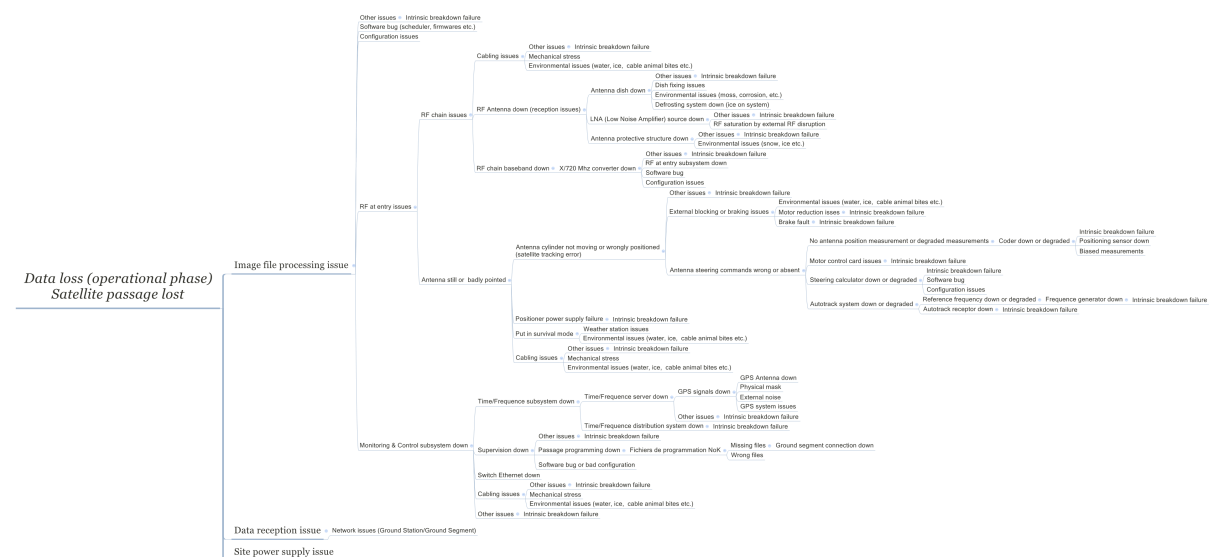 Other issues Intrinsic breakdown failure
Software bug (scheduler, firmwares etc.)
Configuration issues
Other issues Intrinsic breakdown failure
Cabling issues
Mechanical stress
Environmental issues (water, ice, cable animal bites etc.)
Other issues Intrinsic breakdown failure
Dish fixing issues
Antenna dish down
Environmental issues (moss, corrosion, etc.)
Defrosting system down (ice on system)
RF Antenna down (reception issues)
RF chain issues
Other issues Intrinsic breakdown failure
LNA (Low Noise Amplifier) source down
RF saturation by external RF disruption
Other issues Intrinsic breakdown failure
Antenna protective structure down
Environmental issues (snow, ice etc.)
Other issues Intrinsic breakdown failure
RF at entry subsystem down
RF chain baseband down X/720 Mhz converter down
Software bug
Configuration issues
Other issues Intrinsic breakdown failure
Environmental issues (water, ice, cable animal bites etc.)
RF at entry issues
External blocking or braking issues Motor reduction isses Intrinsic breakdown failure
Brake fault Intrinsic breakdown failure
Intrinsic breakdown failure
No antenna position measurement or degraded measurements Coder down or degraded Positioning sensor down
Biased measurements
Antenna cylinder not moving or wrongly positioned
(satellite tracking error)
Motor control card issues Intrinsic breakdown failure
Image file processing issue
Antenna steering commands wrong or absent
Intrinsic breakdown failure
Data loss (operational phase)
Satellite passage lost
Antenna still or badly pointed
Steering calculator down or degraded Software bug
Configuration issues
Reference frequency down or degraded Frequence generator down Intrinsic breakdown failure
Autotrack system down or degraded
Autotrack receptor down Intrinsic breakdown failure
Positioner power supply failure Intrinsic breakdown failure
Weather station issues
Put in survival mode
Environmental issues (water, ice, cable animal bites etc.)
Other issues Intrinsic breakdown failure
Cabling issues Mechanical stress
Environmental issues (water, ice, cable animal bites etc.)
GPS Antenna down
Physical mask
GPS signals down
External noise
Time/Frequence server down
GPS system issues
Time/Frequence subsystem down
Other issues Intrinsic breakdown failure
Time/Frequence distribution system down Intrinsic breakdown failure
Other issues Intrinsic breakdown failure
Monitoring & Control subsystem down
Missing files Ground segment connection down
Supervision down Passage programming down Fichiers de programmation NoK
Wrong files
Software bug or bad configuration
Switch Ethernet down
Other issues Intrinsic breakdown failure
Cabling issues Mechanical stress
Environmental issues (water, ice, cable animal bites etc.)
Other issues Intrinsic breakdown failure
Data reception issue Network issues (Ground Station/Ground Segment)
Site power supply issue